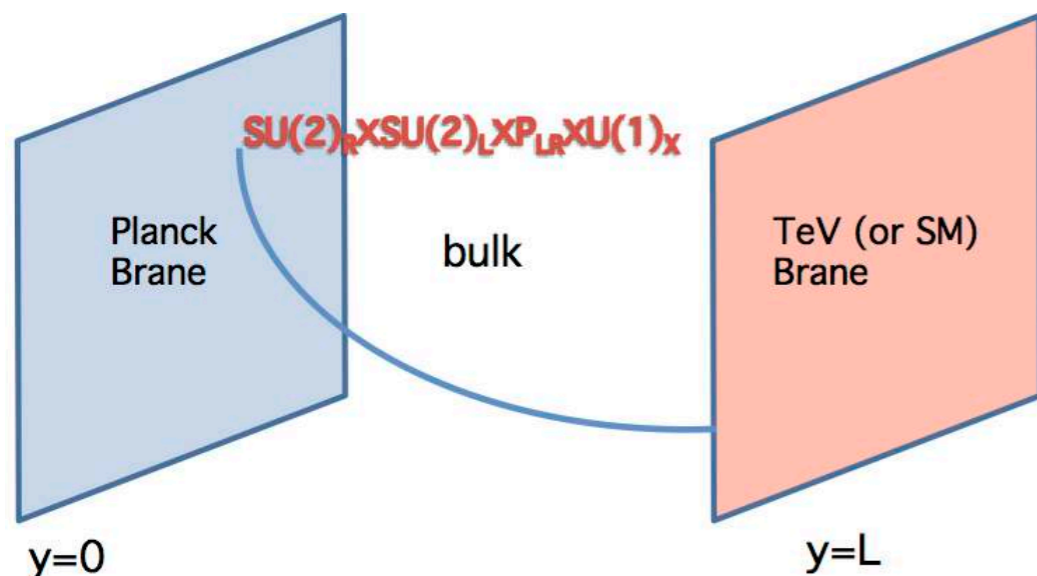 SU(2)RXSU(2)LXPLRXU(1)X
Planck
Brane
bulk
TeV (or SM)
Brane
y=0
y=L